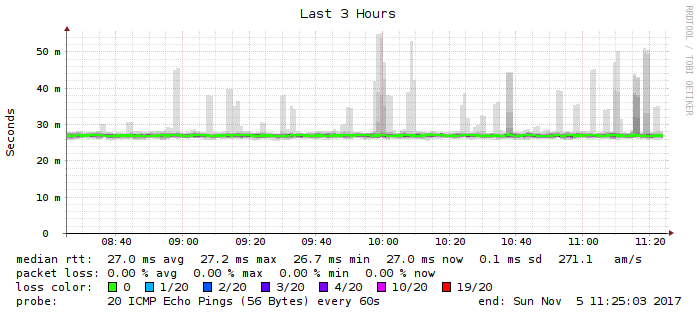 Last 3 Hours
RRDTOOL / TOBI OETIKER
Seconds
50 m
40 m
30 m
20 m
10 m
0
08:40 09:00 09:20 09:40 10:00 10:20 10:40 11:00 11:20
median rtt: 27.0 ms avg 27.2 ms max 26.7 ms min 27.0 ms now 0.1 ms sd 271.1 am/s
packet loss: 0.00 % avg 0.00 % max 0.00 % min 0.00 % now
loss color: 0 1/20 2/20 3/20 4/20 10/20 19/20
probe: 20 ICMP Echo Pings (56 Bytes) every 60s end: Sun Nov 5 11:25:03 2017